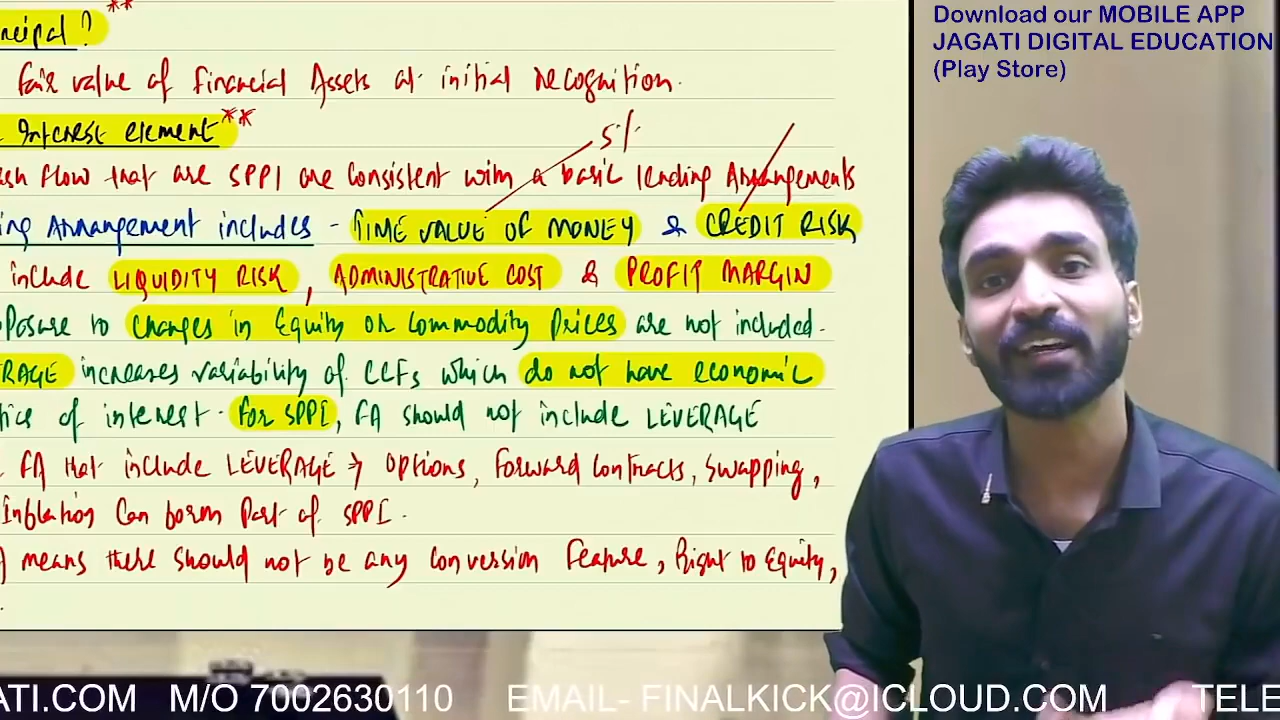 ncipal?**
fair value of Financial Assets at initial recognition.
Interest element**
5%
ash flow that are SPPI are consistent with a basic lending Arrangements
ing Arrangement includes - TIME VALUE OF MONEY & CREDIT RISK
include LIQUIDITY RISK, ADMINISTRATIVE COST & PROFIT MARGIN
posure to changes in Equity or Commodity Prices are not included.
RAGE increases variability of CCFs which do not have economic
tics of interest. For SPPI, FA should not include LEVERAGE
FA that include LEVERAGE → Options, Forward Contracts, Swapping,
Inflation Can form Part of SPPI.
means there should not be any Conversion Feature, Right to Equity,
Download our MOBILE APP
JAGATI DIGITAL EDUCATION
(Play Store)
ATI.COM M/O 7002630110 EMAIL- FINALKICK@ICLOUD.COM TELE